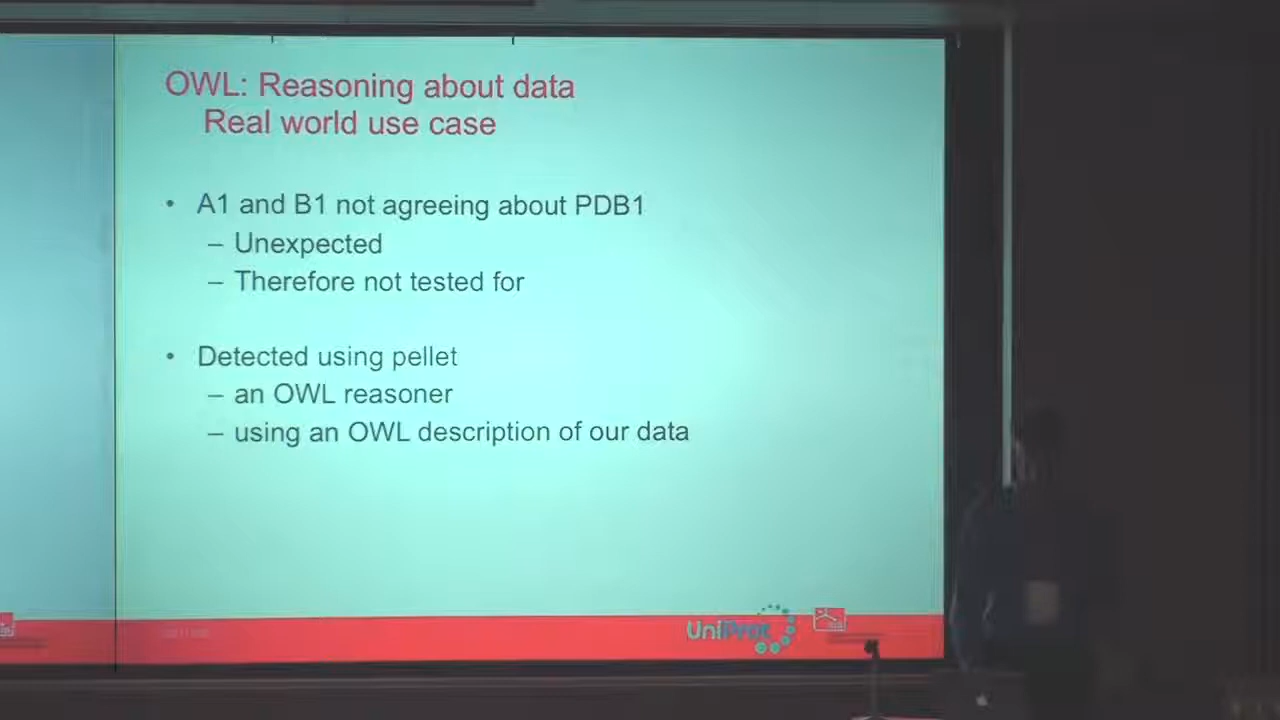 OWL: Reasoning about data
Real world use case
• A1 and B1 not agreeing about PDB1
– Unexpected
– Therefore not tested for
• Detected using pellet
– an OWL reasoner
– using an OWL description of our data
UniProt